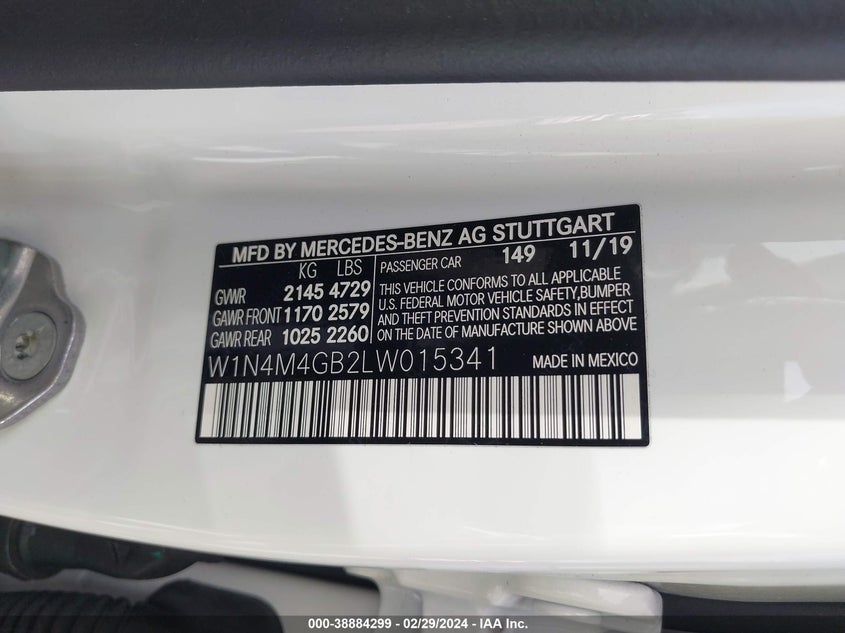 MFD BY MERCEDES-BENZ AG STUTTGART
KG LBS
PASSENGER CAR 149 11/19
GVWR 2145 4729
GAWR FRONT 1170 2579
GAWR REAR 1025 2260
THIS VEHICLE CONFORMS TO ALL APPLICABLE
U.S. FEDERAL MOTOR VEHICLE SAFETY,BUMPER
AND THEFT PREVENTION STANDARDS IN EFFECT
ON THE DATE OF MANUFACTURE SHOWN ABOVE
W1N4M4GB2LW015341
MADE IN MEXICO
000-38884299 - 02/29/2024 - IAA Inc.